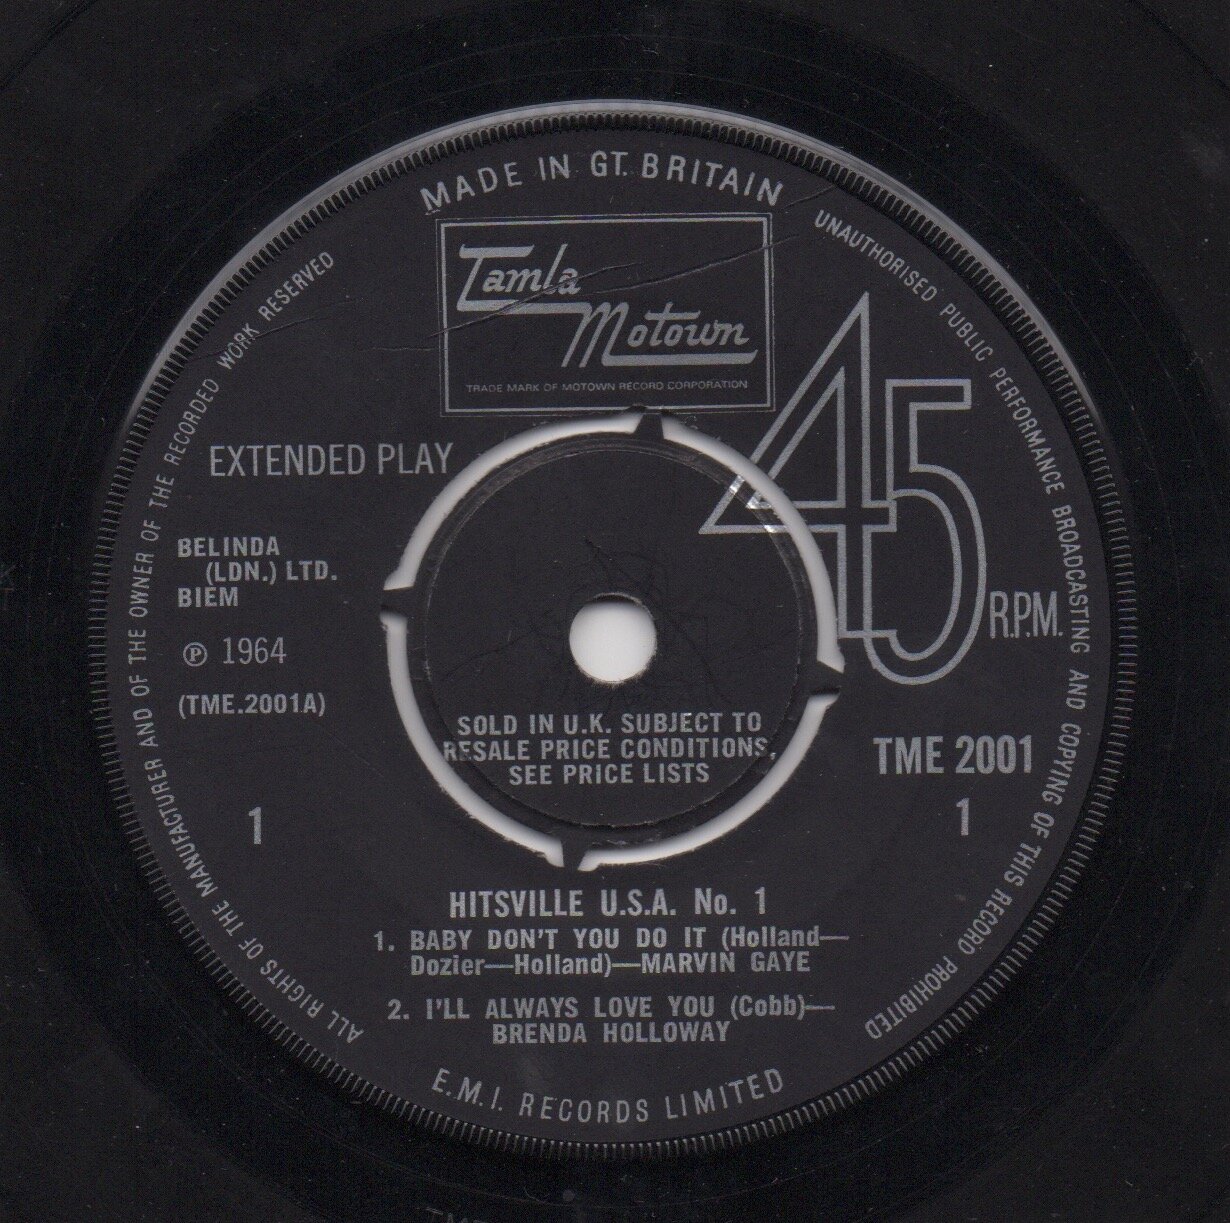 MADE IN GT. BRITAIN
UNAUTHORISED PUBLIC PERFORMANCE BROADCASTING AND COPYING OF THIS RECORD PROHIBITED
ALL RIGHTS OF THE MANUFACTURER AND OF THE OWNER OF THE RECORDED WORK RESERVED
Tamla
Motown
TRADE MARK OF MOTOWN RECORD CORPORATION
45
R.P.M.
EXTENDED PLAY
BELINDA
(LDN.) LTD.
BIEM
℗ 1964
(TME.2001A)
1
SOLD IN U.K. SUBJECT TO
RESALE PRICE CONDITIONS,
SEE PRICE LISTS
TME 2001
1
HITSVILLE U.S.A. No. 1
1. BABY DON'T YOU DO IT (Holland—
Dozier—Holland)—MARVIN GAYE
2. I'LL ALWAYS LOVE YOU (Cobb)—
BRENDA HOLLOWAY
E.M.I. RECORDS LIMITED